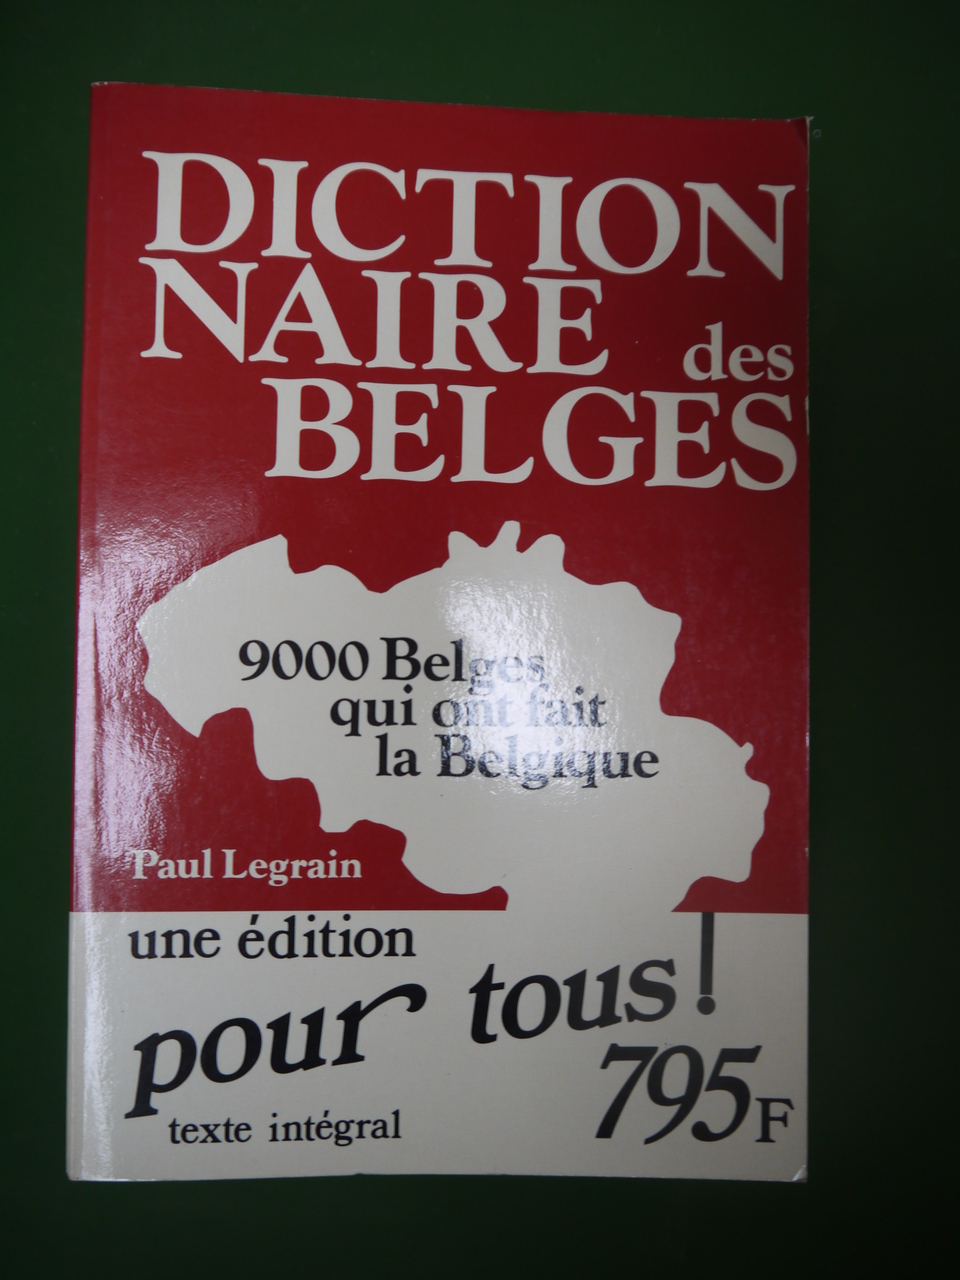 DICTION
NAIRE des
BELGES
9000 Belges
qui ont fait
la Belgique
Paul Legrain
une édition
pour tous!
795F
texte intégral